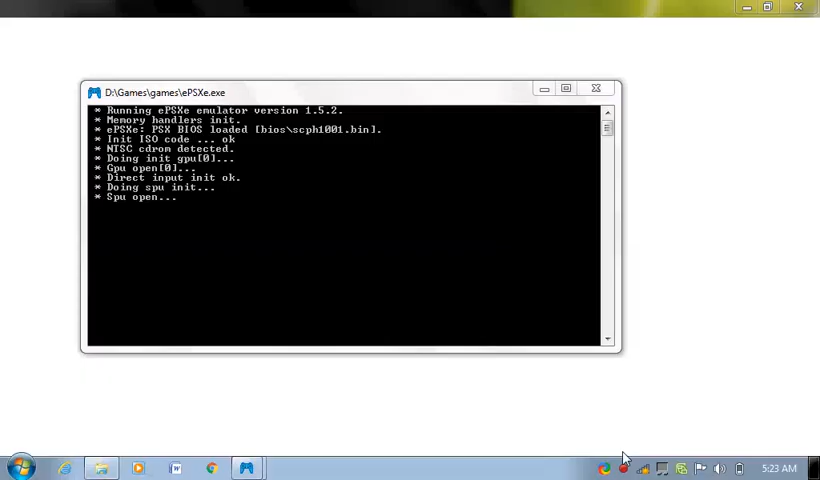 D:\Games\games\ePSXe.exe
* Running ePSXe emulator version 1.5.2.
* Memory handlers init.
* ePSXe: PSX BIOS loaded [bios\scph1001.bin].
* Init ISO code ... ok
* NTSC cdrom detected.
* Doing init gpu[0]...
* Gpu open[0]...
* Direct input init ok.
* Doing spu init...
* Spu open...
5:23 AM